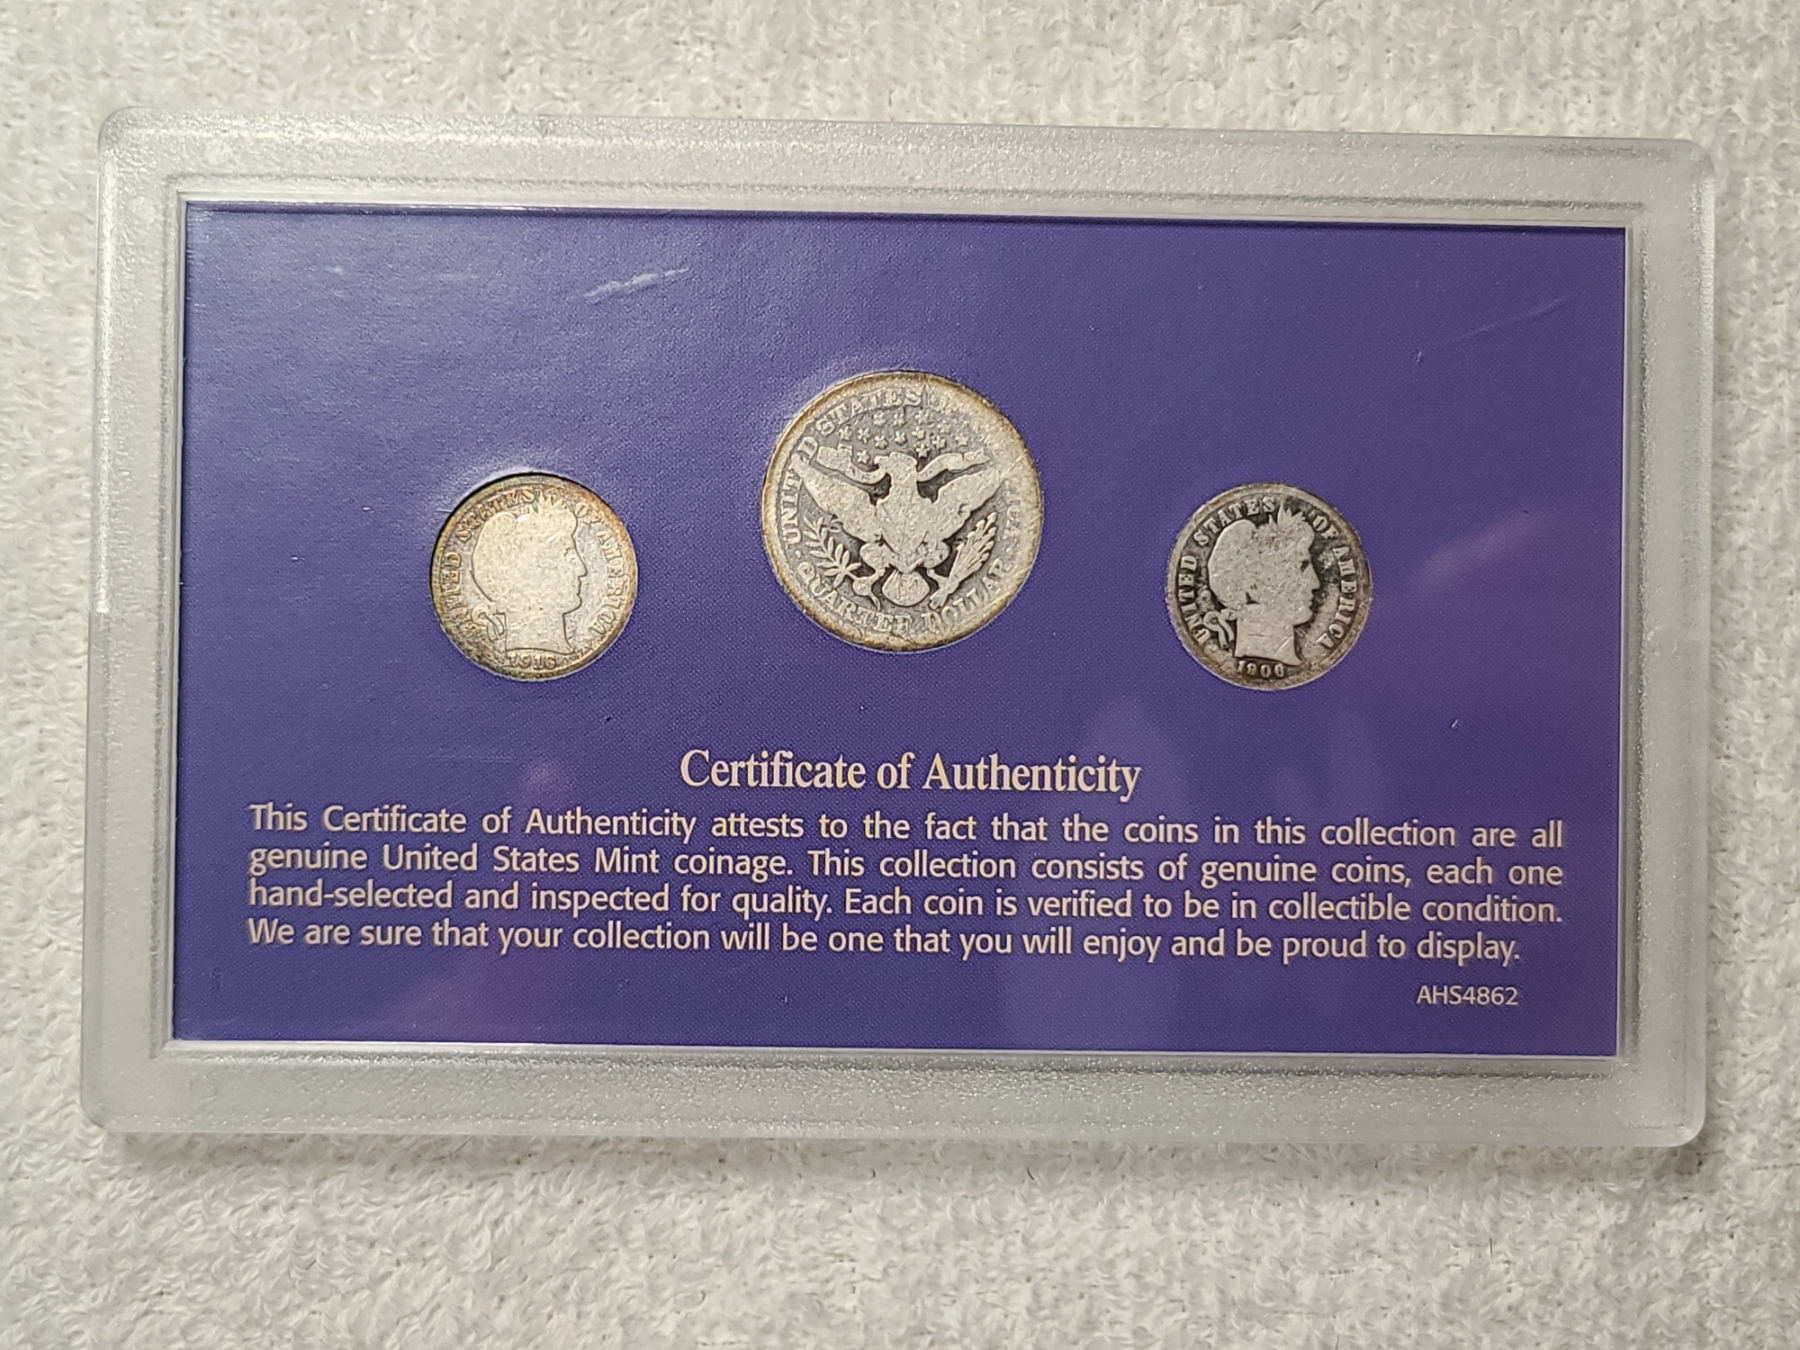 UNITED STATES OF AMERICA
1916
UNITED STATES
QUARTER DOLLAR
UNITED STATES OF AMERICA
1906
Certificate of Authenticity
This Certificate of Authenticity attests to the fact that the coins in this collection are all
genuine United States Mint coinage. This collection consists of genuine coins, each one
hand-selected and inspected for quality. Each coin is verified to be in collectible condition.
We are sure that your collection will be one that you will enjoy and be proud to display.
AHS4862